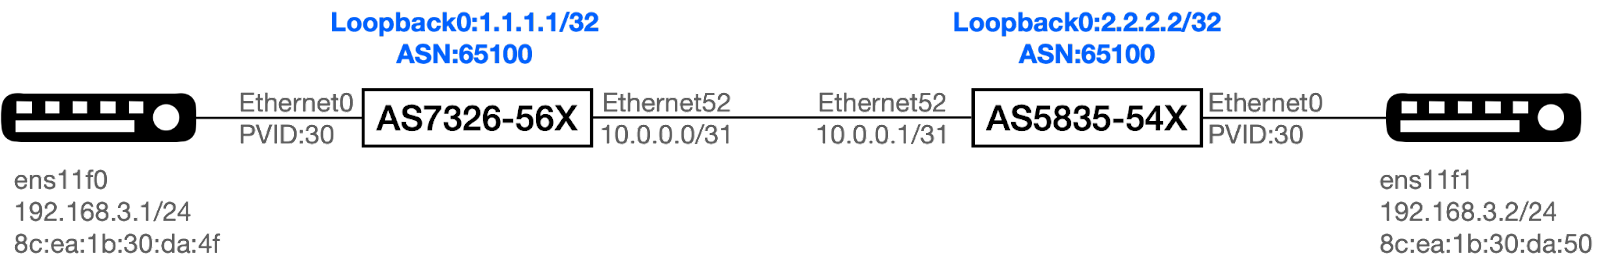 Loopback0:1.1.1.1/32
ASN:65100
Loopback0:2.2.2.2/32
ASN:65100
Ethernet0
PVID:30
AS7326-56X
Ethernet52
10.0.0.0/31
Ethernet52
10.0.0.1/31
AS5835-54X
Ethernet0
PVID:30
ens11f0
192.168.3.1/24
8c:ea:1b:30:da:4f
ens11f1
192.168.3.2/24
8c:ea:1b:30:da:50